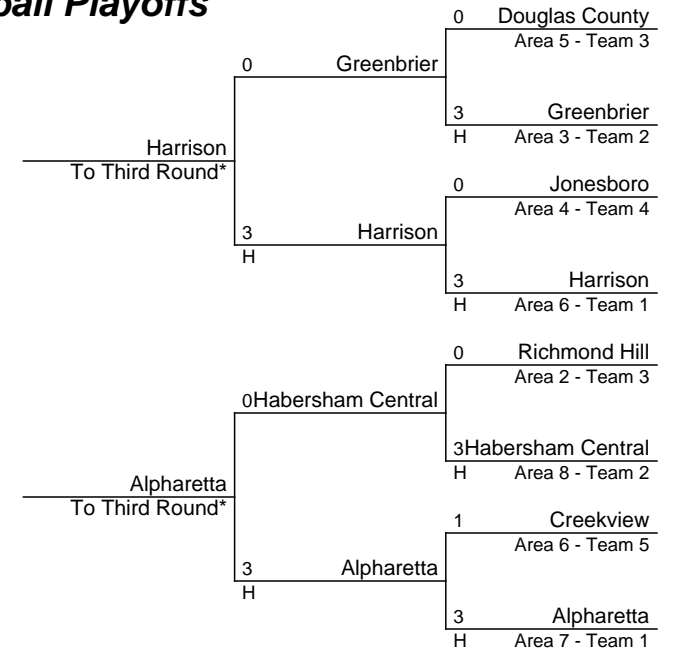 ball Playoffs
0 Douglas County
Area 5 - Team 3
0 Greenbrier
3 Greenbrier
H Area 3 - Team 2
Harrison
To Third Round*
0 Jonesboro
Area 4 - Team 4
3 Harrison
H
3 Harrison
H Area 6 - Team 1
0 Richmond Hill
Area 2 - Team 3
0Habersham Central
3Habersham Central
H Area 8 - Team 2
Alpharetta
To Third Round*
1 Creekview
Area 6 - Team 5
3 Alpharetta
H
3 Alpharetta
H Area 7 - Team 1